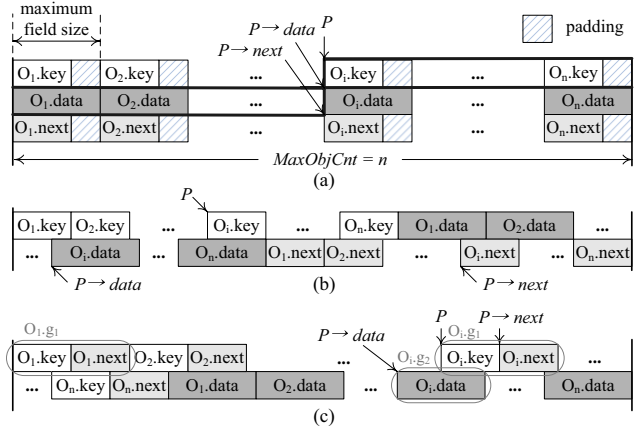 maximum
field size
P→data
P
P→next
padding
O1.key O2.key ... Oi.key ... On.key
O1.data O2.data ... Oi.data ... On.data
O1.next O2.next ... Oi.next ... On.next
MaxObjCnt = n
(a)
P
O1.key O2.key ... Oi.key ... On.key O1.data O2.data ...
... Oi.data ... On.data O1.next O2.next ... Oi.next ... On.next
P→data P→next
(b)
O1.g1 P→data P Oi.g1 P→next
O1.key O1.next O2.key O2.next ... Oi.g2 Oi.key Oi.next ...
... On.key On.next O1.data O2.data ... Oi.data ... On.data
(c)